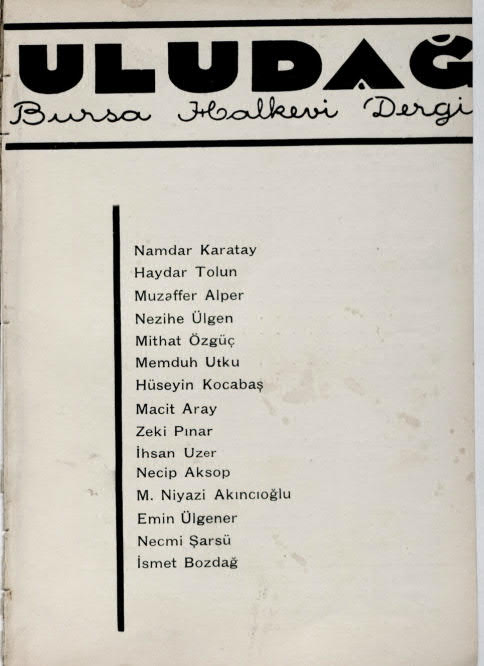 ULUDAĞ
Bursa Halkevi Dergi
Namdar Karatay
Haydar Tolun
Muzaffer Alper
Nezihe Ülgen
Mithat Özgüç
Memduh Utku
Hüseyin Kocabaş
Macit Aray
Zeki Pınar
İhsan Uzer
Necip Aksop
M. Niyazi Akıncıoğlu
Emin Ülgener
Necmi Şarsü
İsmet Bozdağ